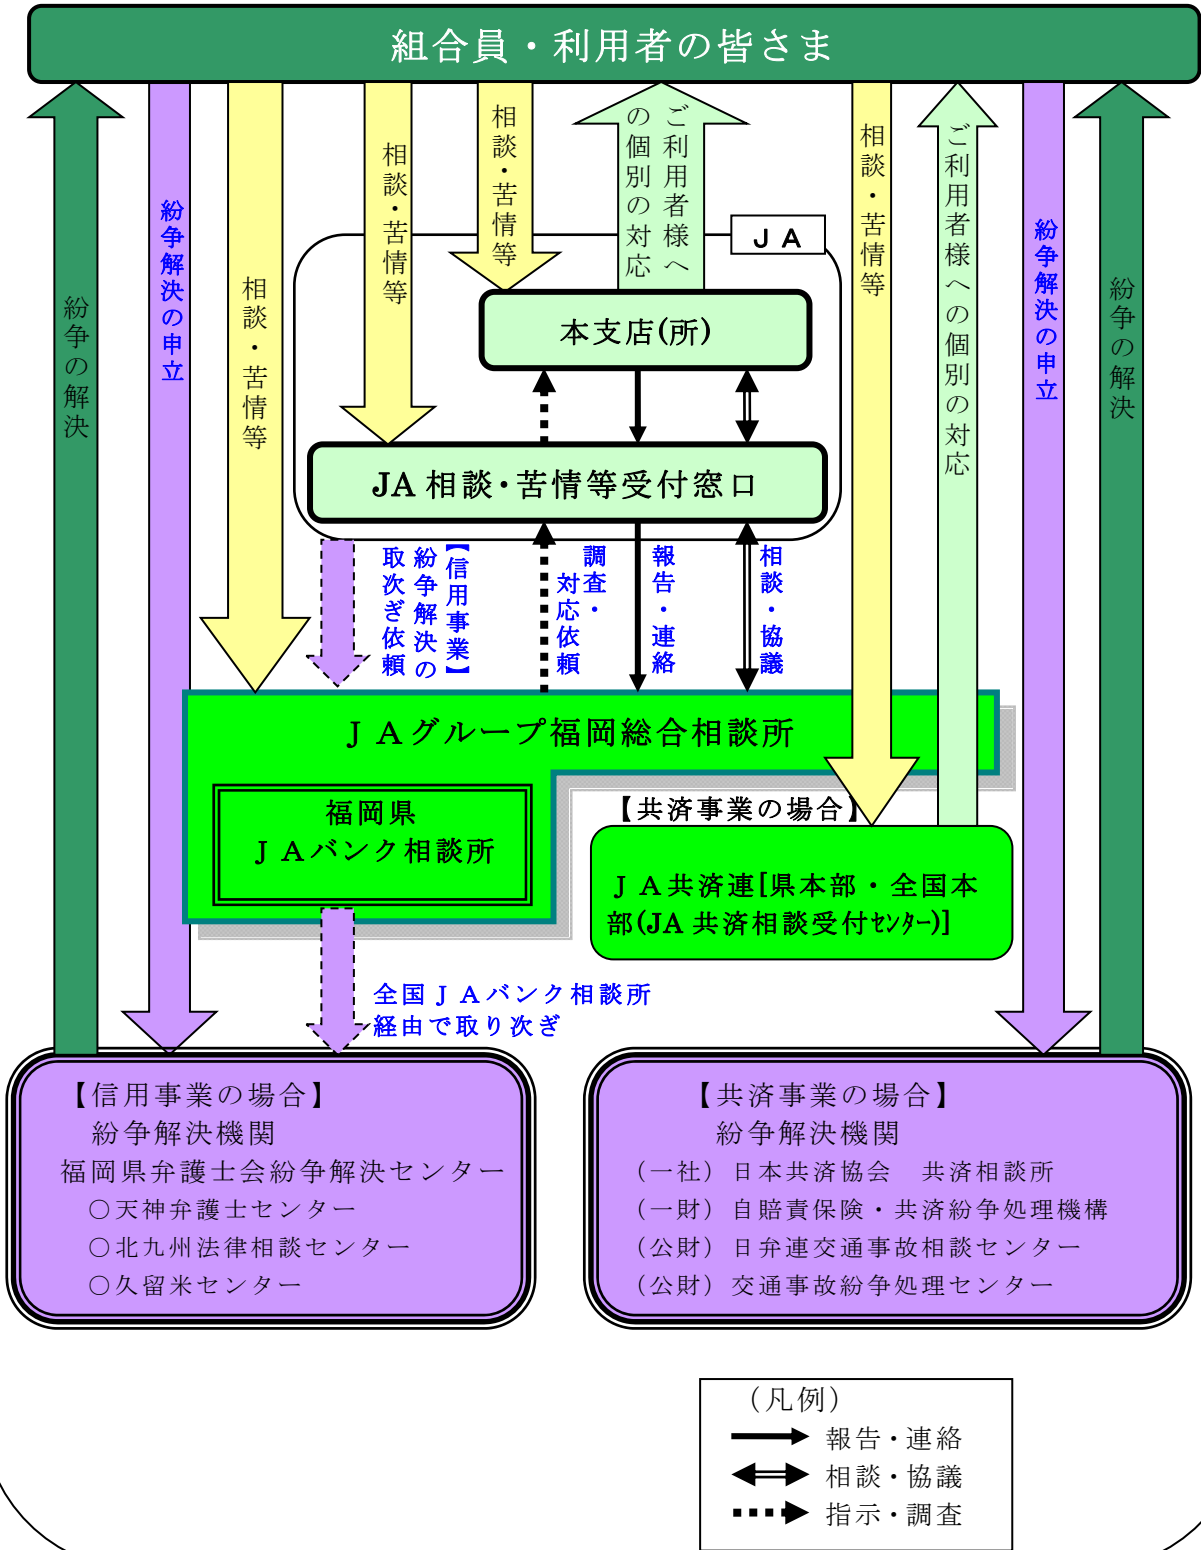 組合員・利用者の皆さま
紛争の解決
紛争解決の申立
相談・苦情等
相談・苦情等
相談・苦情等
ご利用者様へ
の個別の対応
相談・苦情等
ご利用者様への個別の対応
紛争解決の申立
紛争の解決
ＪＡ
本支店(所)
JA 相談・苦情等受付窓口
【信用事業】
紛争解決の
取次ぎ依頼
調査・
対応依頼
報告・連絡
相談・協議
ＪＡグループ福岡総合相談所
福岡県
ＪＡバンク相談所
【共済事業の場合】
ＪＡ共済連[県本部・全国本
部(JA 共済相談受付ｾﾝﾀｰ)]
全国ＪＡバンク相談所
経由で取り次ぎ
【信用事業の場合】
紛争解決機関
福岡県弁護士会紛争解決センター
○天神弁護士センター
○北九州法律相談センター
○久留米センター
【共済事業の場合】
紛争解決機関
（一社）日本共済協会　共済相談所
（一財）自賠責保険・共済紛争処理機構
（公財）日弁連交通事故相談センター
（公財）交通事故紛争処理センター
（凡例）
報告・連絡
相談・協議
指示・調査